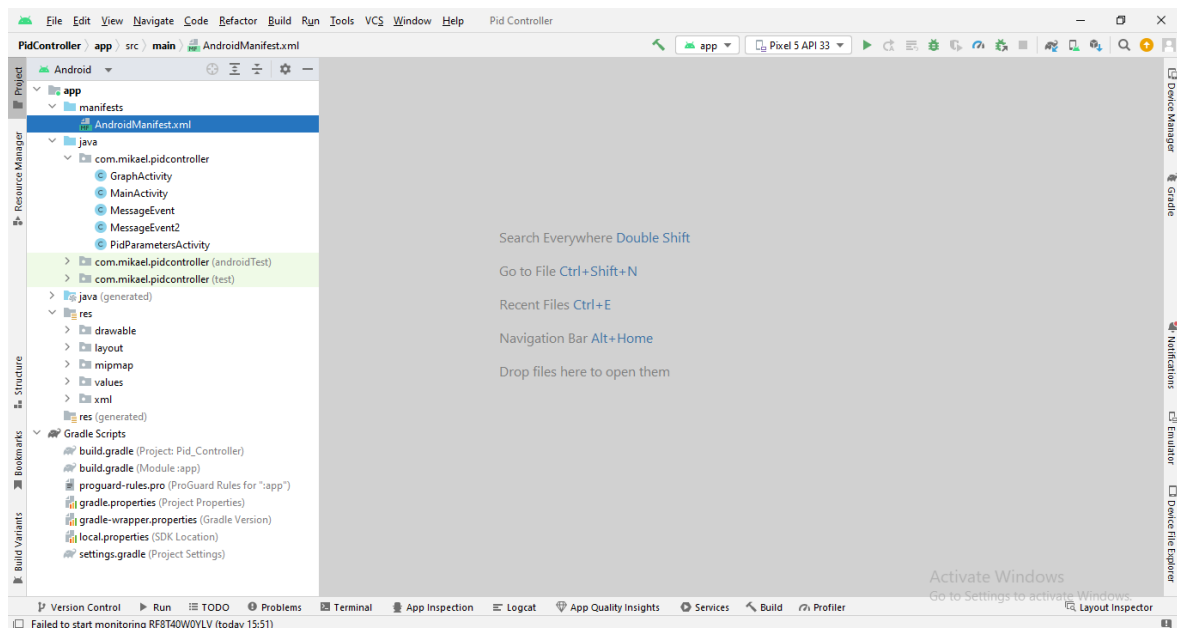 File Edit View Navigate Code Refactor Build Run Tools VCS Window Help Pid Controller
PidController app src main AndroidManifest.xml
app Pixel 5 API 33
Project
Resource Manager
Structure
Bookmarks
Build Variants
Android
app
manifests
AndroidManifest.xml
java
com.mikael.pidcontroller
GraphActivity
MainActivity
MessageEvent
MessageEvent2
PidParametersActivity
com.mikael.pidcontroller (androidTest)
com.mikael.pidcontroller (test)
java (generated)
res
drawable
layout
mipmap
values
xml
res (generated)
Gradle Scripts
build.gradle (Project: Pid_Controller)
build.gradle (Module :app)
proguard-rules.pro (ProGuard Rules for ":app")
gradle.properties (Project Properties)
gradle-wrapper.properties (Gradle Version)
local.properties (SDK Location)
settings.gradle (Project Settings)
Search Everywhere Double Shift
Go to File Ctrl+Shift+N
Recent Files Ctrl+E
Navigation Bar Alt+Home
Drop files here to open them
Device Manager
Gradle
Notifications
Emulator
Device File Explorer
Activate Windows
Go to Settings to activate Windows.
Version Control Run TODO Problems Terminal App Inspection Logcat App Quality Insights Services Build Profiler Layout Inspector
Failed to start monitoring RF8T40W0YLV (today 15:51)